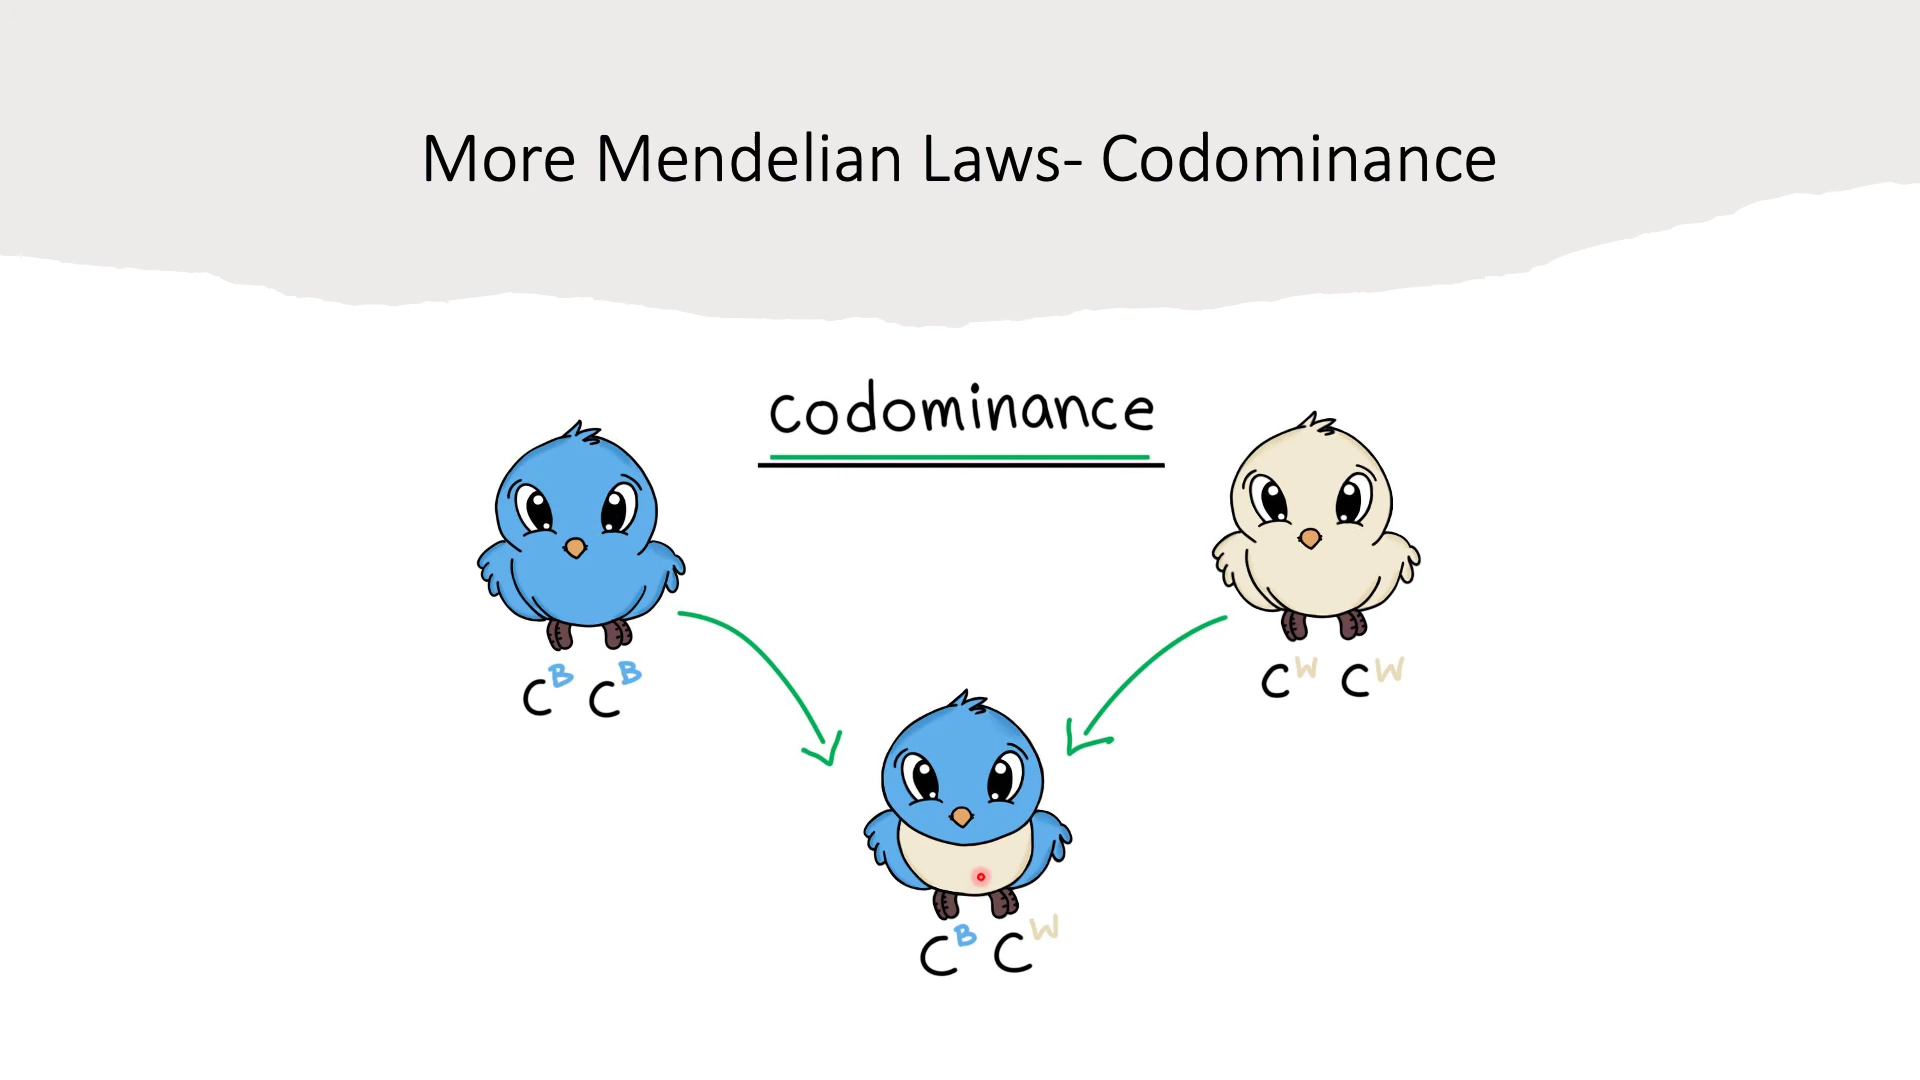 More Mendelian Laws- Codominance
codominance
C^B C^B
C^W C^W
C^B C^W